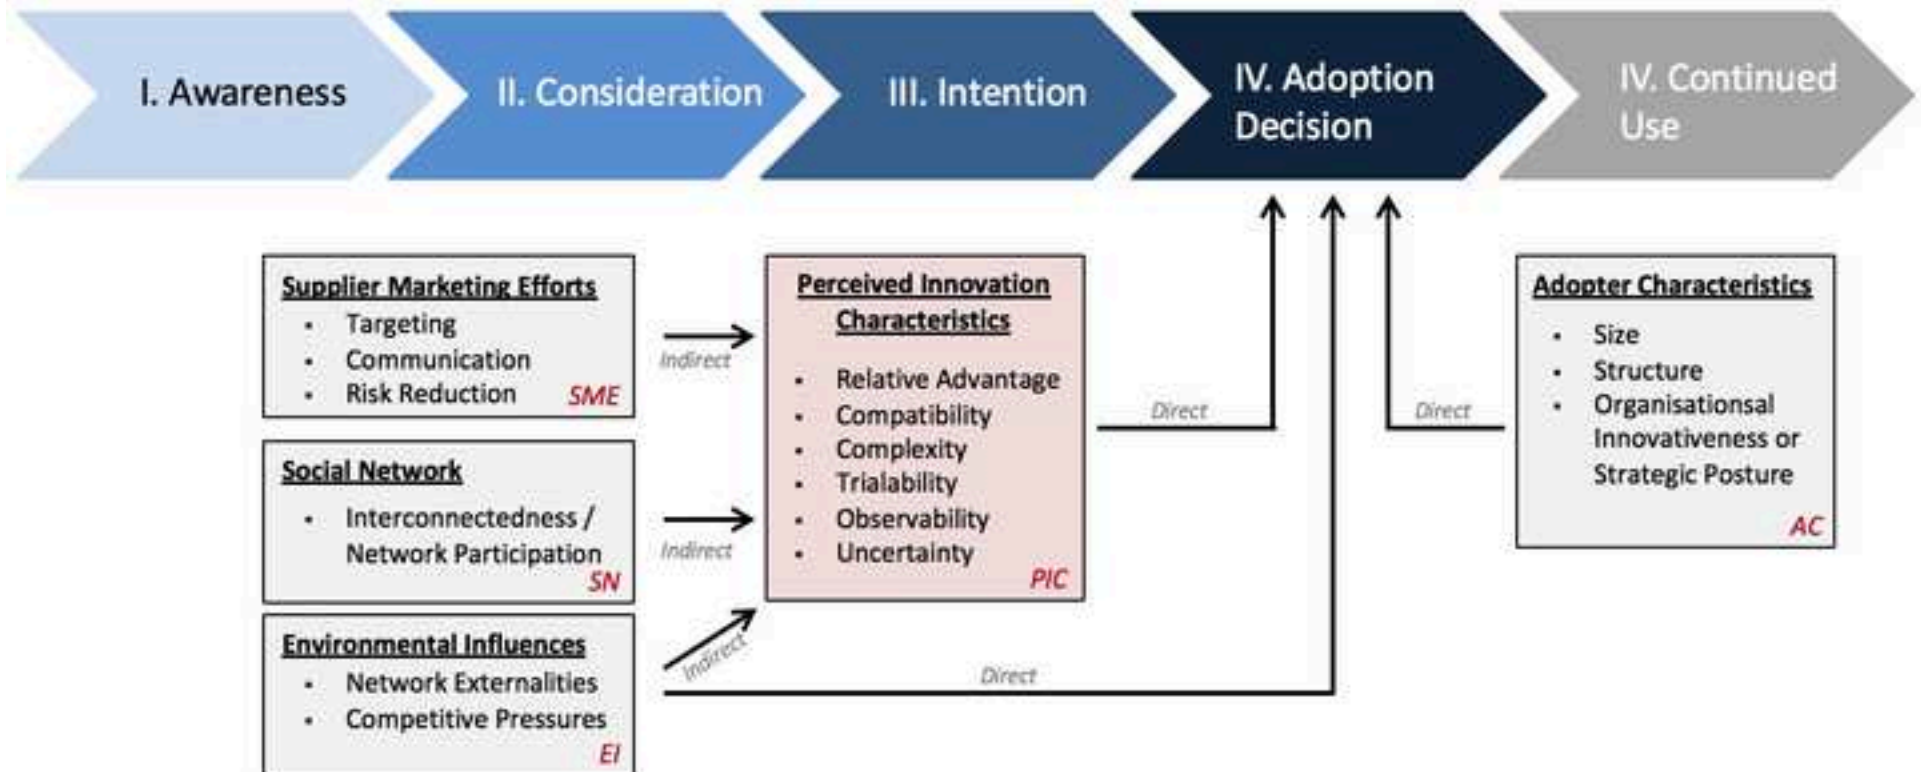 I. Awareness
II. Consideration
III. Intention
IV. Adoption
Decision
IV. Continued
Use
Supplier Marketing Efforts
▪ Targeting
▪ Communication
▪ Risk Reduction
SME
Indirect
Social Network
▪ Interconnectedness /
Network Participation
SN
Indirect
Environmental Influences
▪ Network Externalities
▪ Competitive Pressures
EI
Indirect
Direct
Perceived Innovation
Characteristics
▪ Relative Advantage
▪ Compatibility
▪ Complexity
▪ Trialability
▪ Observability
▪ Uncertainty
PIC
Direct
Direct
Adopter Characteristics
▪ Size
▪ Structure
▪ Organisationsal
Innovativeness or
Strategic Posture
AC